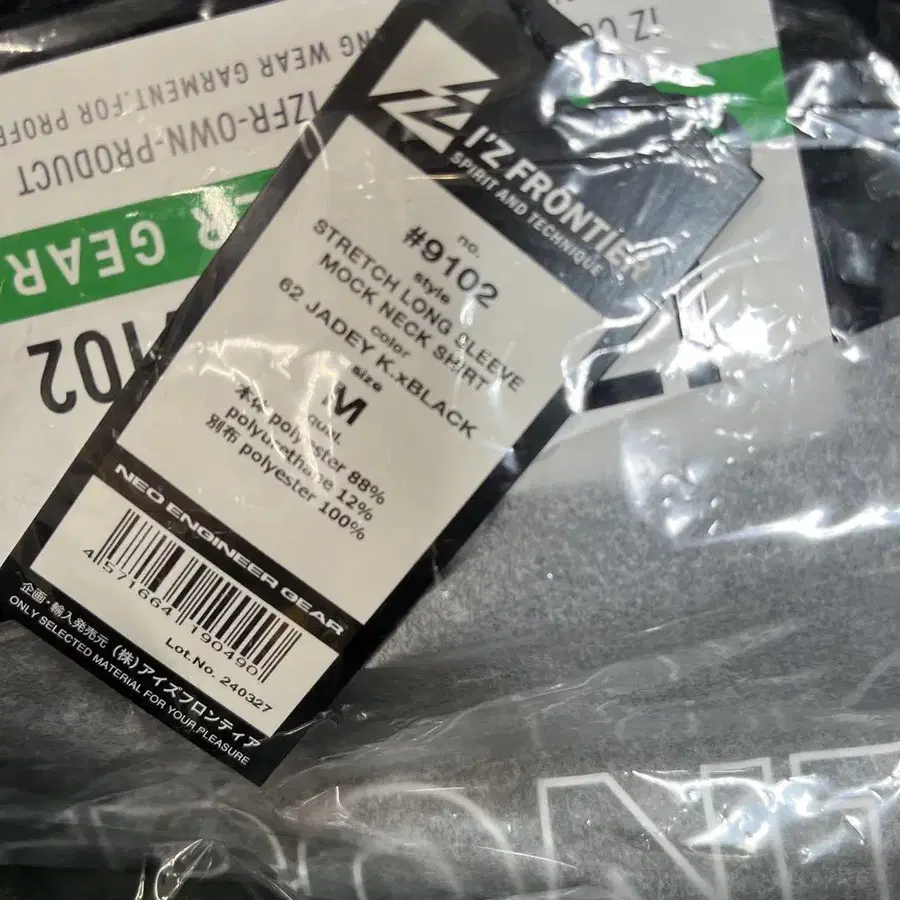 I'Z FRONTIER
SPIRIT AND TECHNIQUE
no.
#9102
style
STRETCH LONG SLEEVE
MOCK NECK SHIRT
color
62 JADEY K.xBLACK
size
M
qual.
本体 polyester 88%
polyurethane 12%
別布 polyester 100%
NEO ENGINEER GEAR
4 571664 190490
Lot.No. 240327
企画・輸入発売元 (株)アイズフロンティア
ONLY SELECTED MATERIAL FOR YOUR PLEASURE
WEAR GARMENT.FOR
IZFR-OWN-PRODUCT
GEAR
102